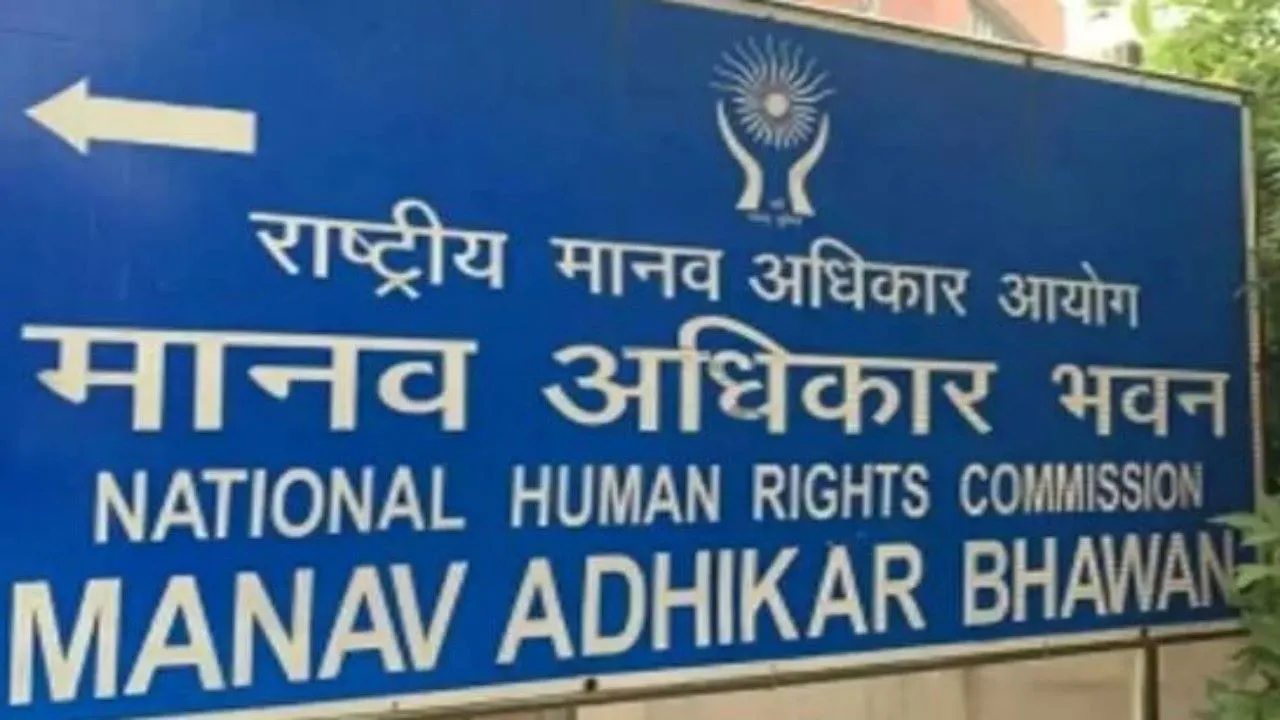 राष्ट्रीय मानव अधिकार आयोग
मानव अधिकार भवन
NATIONAL HUMAN RIGHTS COMMISSION
MANAV ADHIKAR BHAWAN